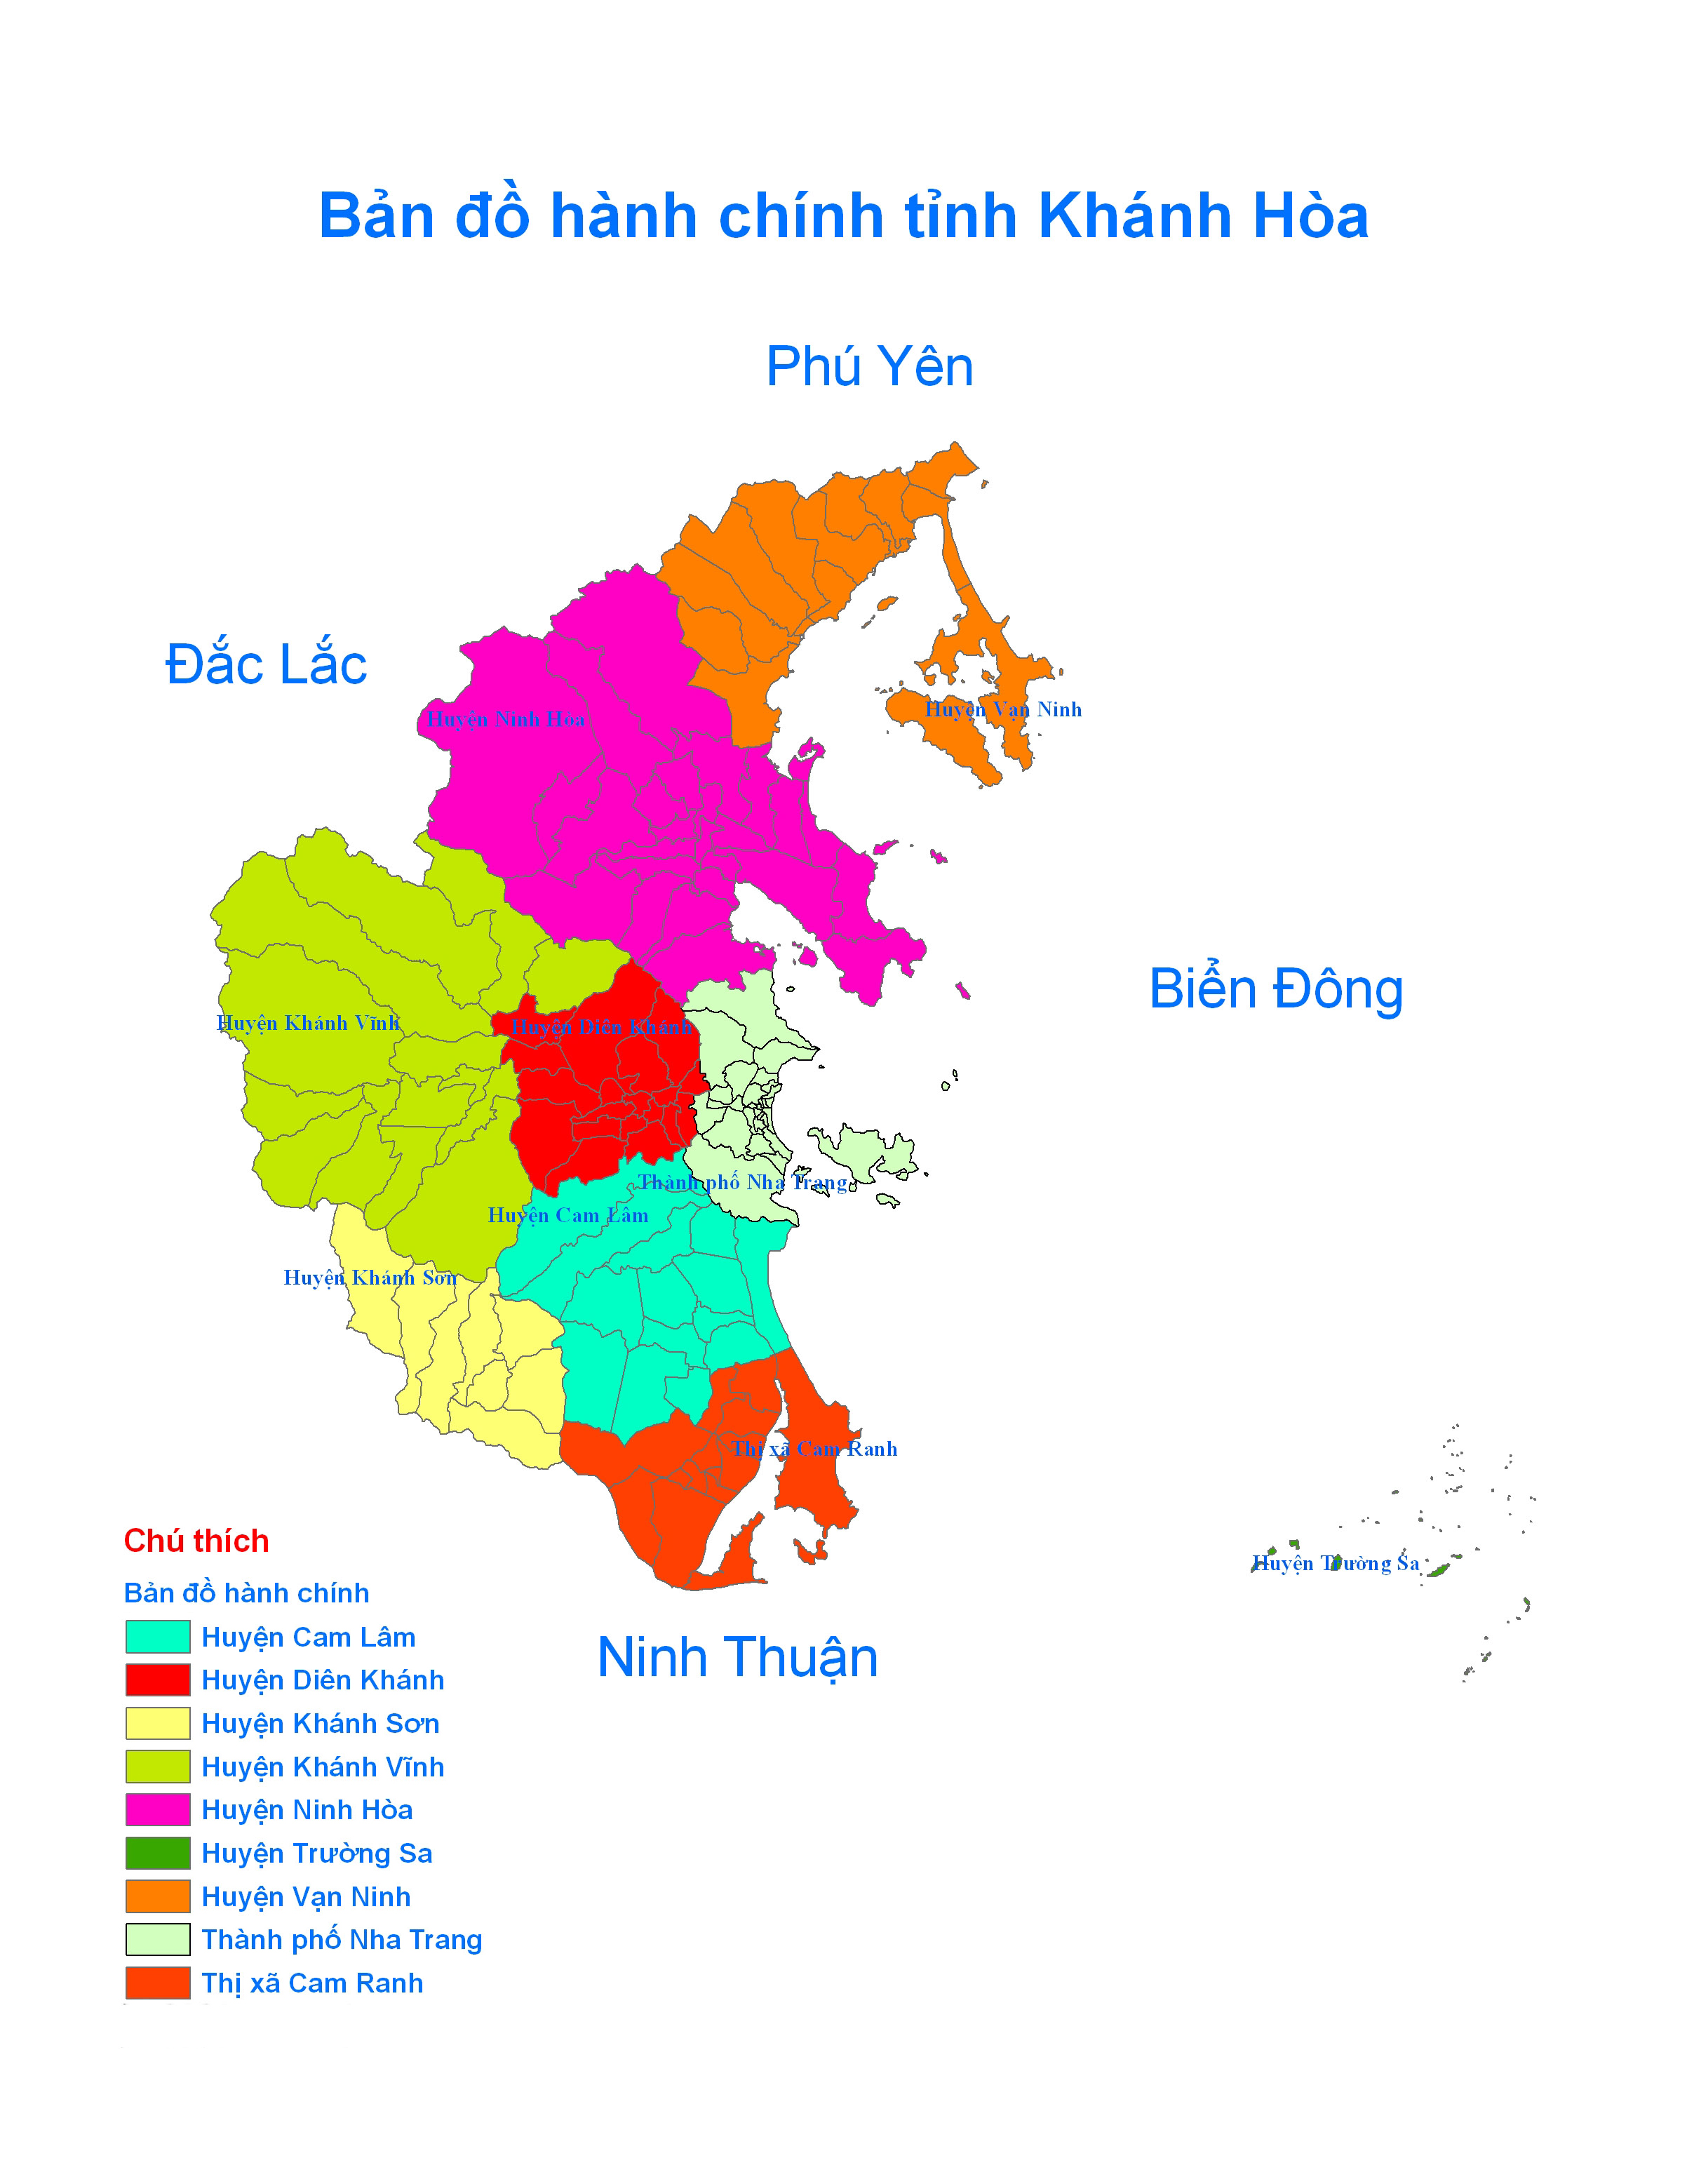 Bản đồ hành chính tỉnh Khánh Hòa
Phú Yên
Đắc Lắc
Huyện Vạn Ninh
Huyện Ninh Hòa
Biển Đông
Huyện Khánh Vĩnh
Huyện Diên Khánh
Thành phố Nha Trang
Huyện Cam Lâm
Huyện Khánh Sơn
Thị xã Cam Ranh
Huyện Trường Sa
Ninh Thuận
Chú thích
Bản đồ hành chính
Huyện Cam Lâm
Huyện Diên Khánh
Huyện Khánh Sơn
Huyện Khánh Vĩnh
Huyện Ninh Hòa
Huyện Trường Sa
Huyện Vạn Ninh
Thành phố Nha Trang
Thị xã Cam Ranh